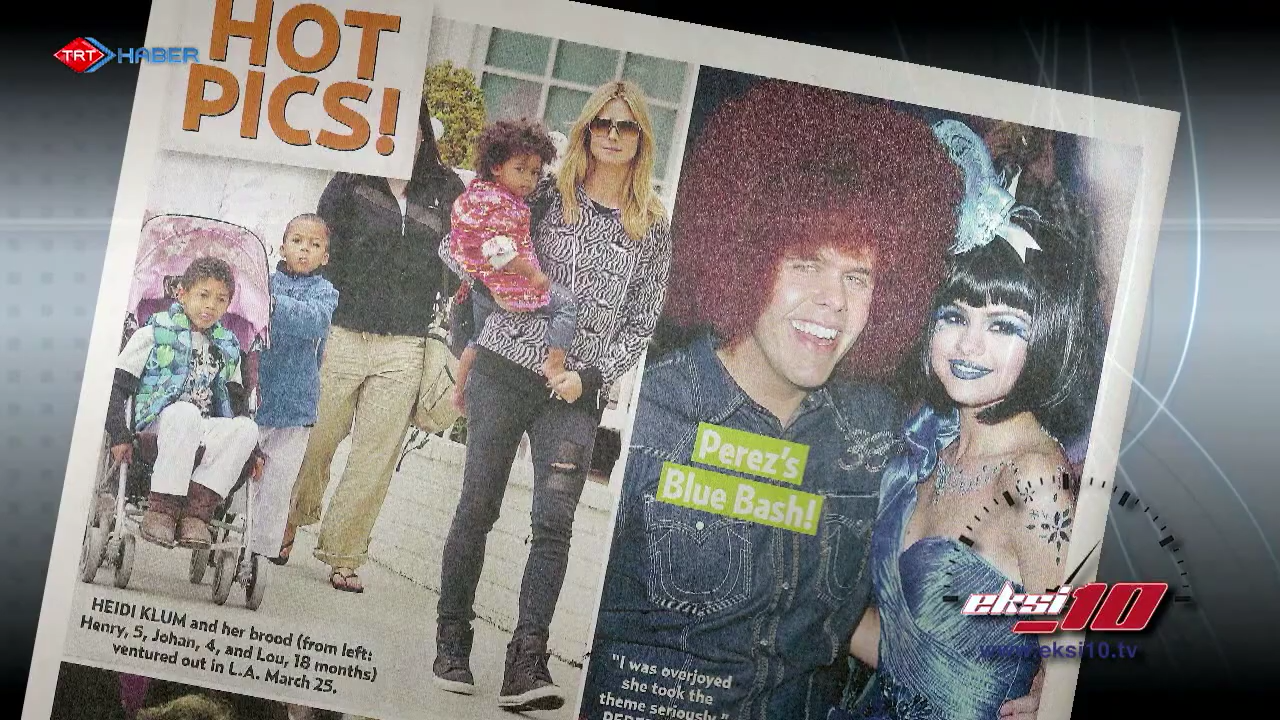 TRT HABER
HOT
PICS!
HEIDI KLUM and her brood (from left:
Henry, 5, Johan, 4, and Lou, 18 months)
ventured out in L.A. March 25.
Perez's
Blue Bash!
"I was overjoyed
she took the
theme seriously,"
eksi10
www.eksi10.tv